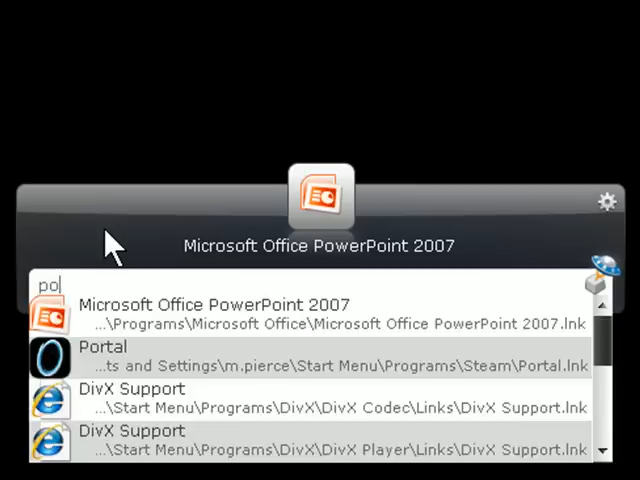 Microsoft Office PowerPoint 2007
po
Microsoft Office PowerPoint 2007
...\Programs\Microsoft Office\Microsoft Office PowerPoint 2007.lnk
Portal
...ts and Settings\m.pierce\Start Menu\Programs\Steam\Portal.lnk
DivX Support
...\Start Menu\Programs\DivX\DivX Codec\Links\DivX Support.lnk
DivX Support
...\Start Menu\Programs\DivX\DivX Player\Links\DivX Support.lnk